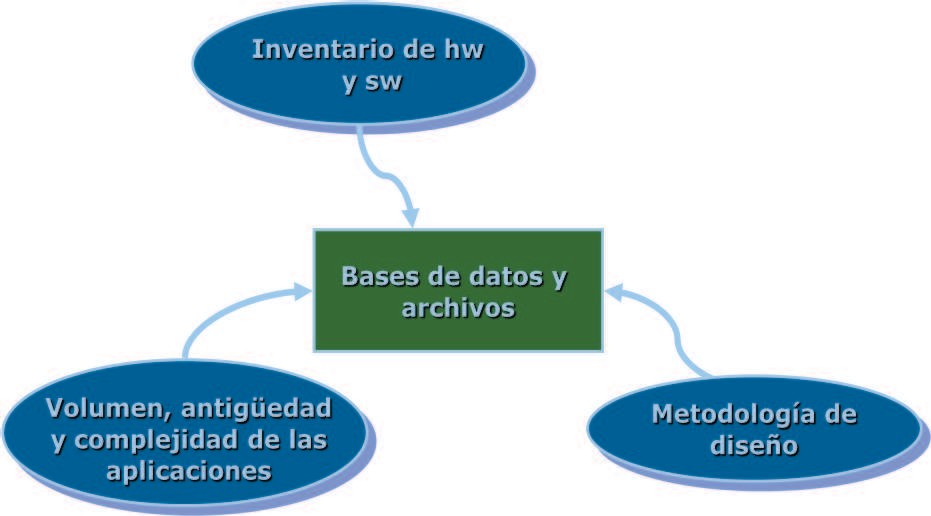 Inventario de hw
y sw
Bases de datos y
archivos
Volumen, antigüedad
y complejidad de las
aplicaciones
Metodología de
diseño